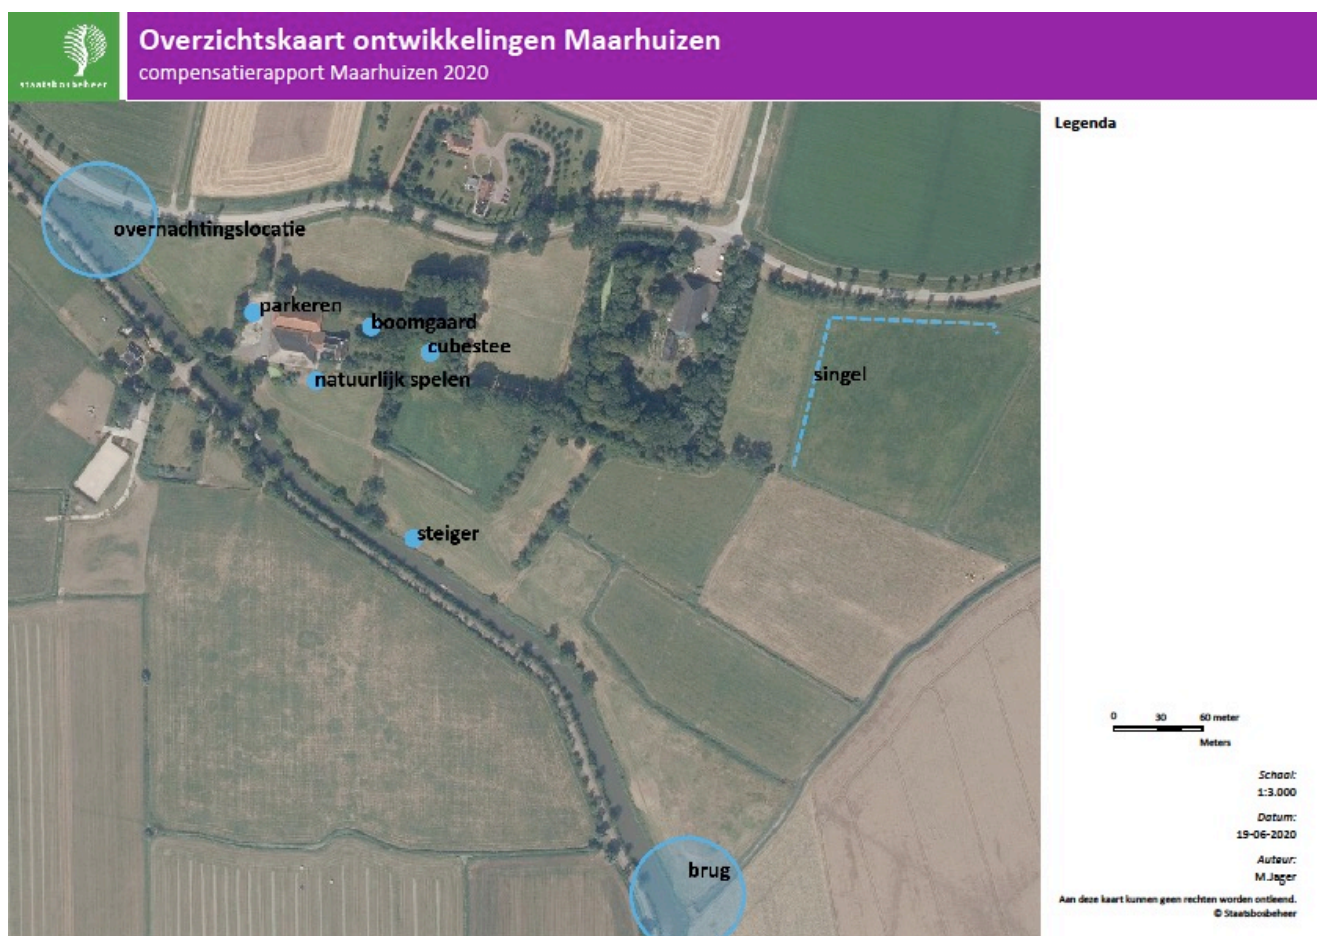 Overzichtskaart ontwikkelingen Maarhuizen
compensatierapport Maarhuizen 2020
staatsbosbeheer
Legenda
overnachtingslocatie
parkeren
boomgaard
cubestee
natuurlijk spelen
singel
steiger
brug
0 30 60 meter
Meters
Schaal:
1:3.000
Datum:
19-06-2020
Auteur:
M.Jager
Aan deze kaart kunnen geen rechten worden ontleend.
© Staatsbosbeheer